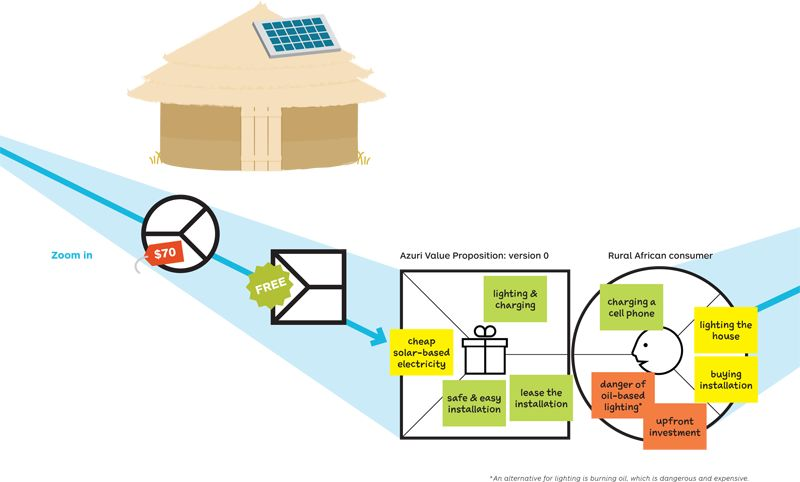 Zoom in
$70
FREE
Azuri Value Proposition: version 0
Rural African consumer
lighting &
charging
cheap
solar-based
electricity
safe & easy
installation
lease the
installation
charging a
cell phone
lighting the
house
buying
installation
danger of
oil-based
lighting*
upfront
investment
*An alternative for lighting is burning oil, which is dangerous and expensive.